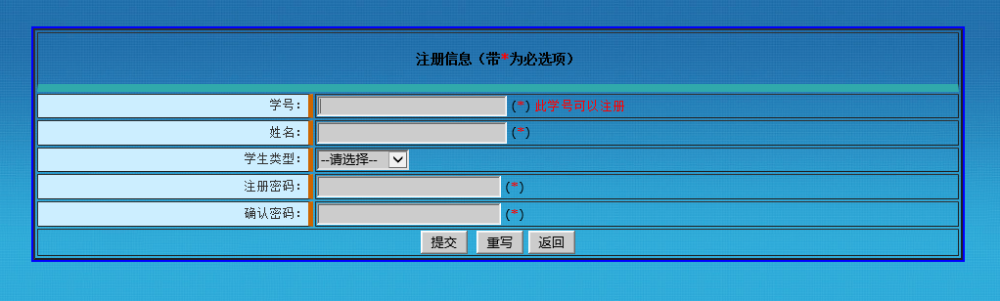 注册信息（带*为必选项）
学号： (*) 此学号可以注册
姓名： (*)
学生类型： --请选择--
注册密码： (*)
确认密码： (*)
提交 重写 返回